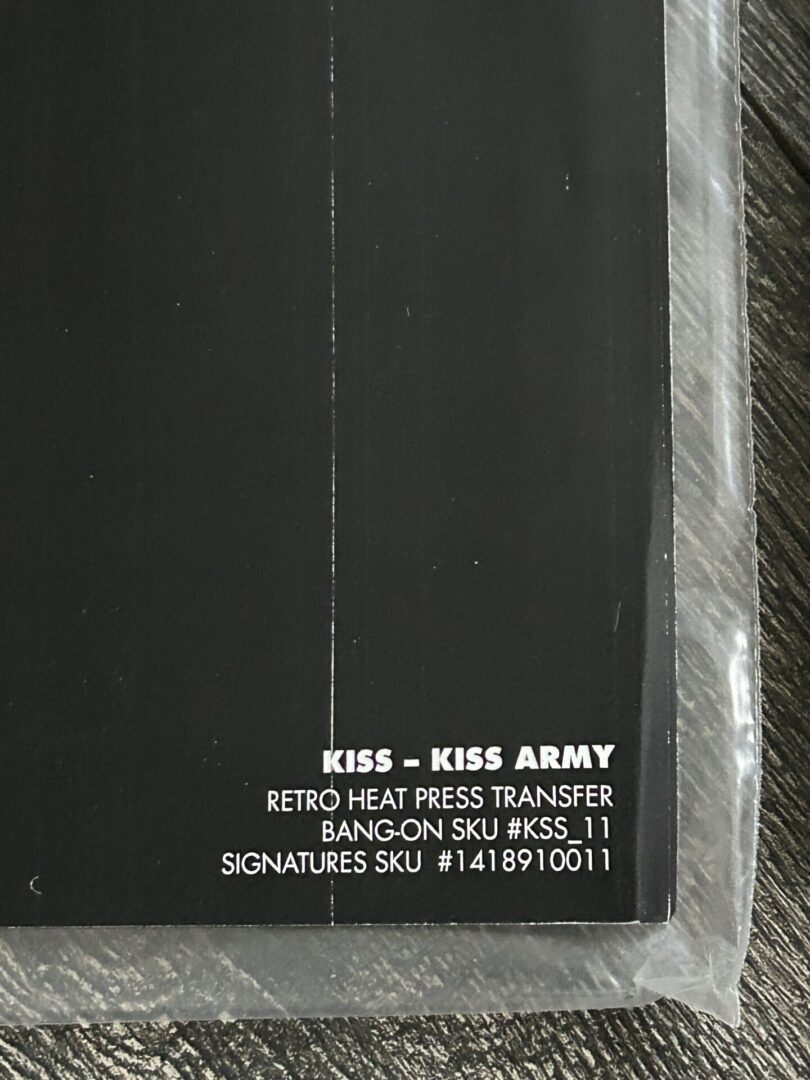 KISS – KISS ARMY
RETRO HEAT PRESS TRANSFER
BANG-ON SKU #KSS_11
SIGNATURES SKU #1418910011